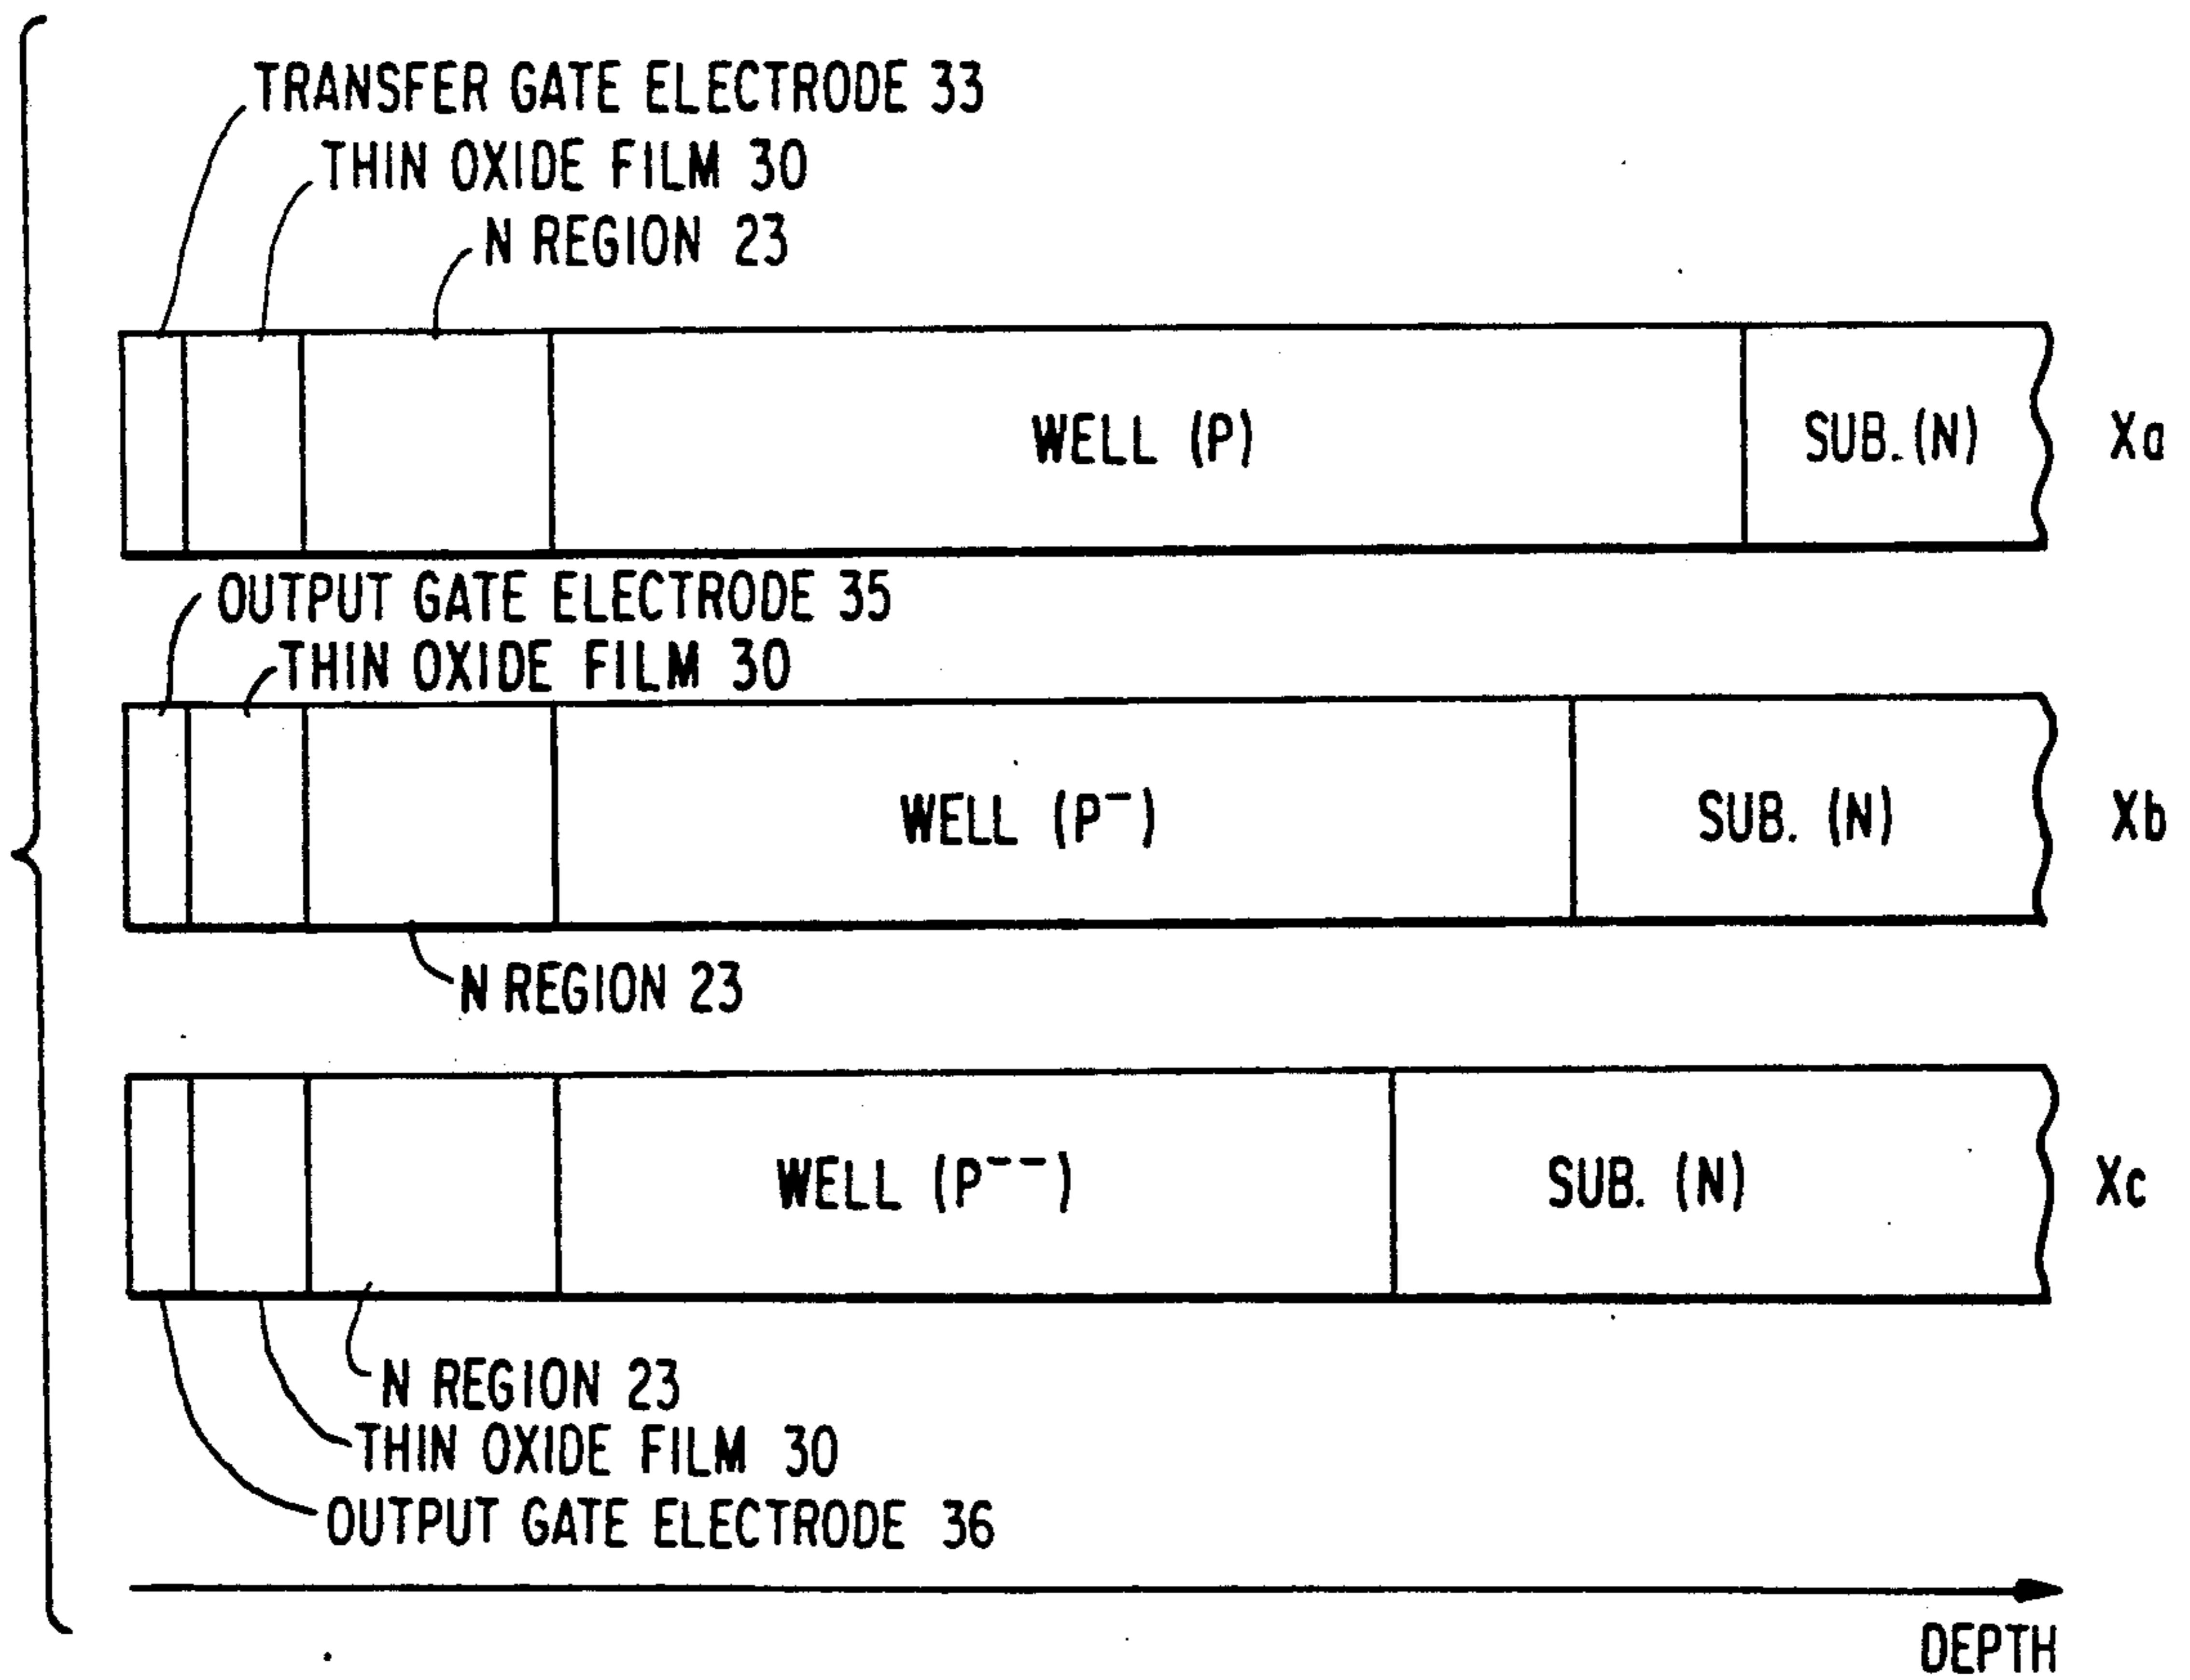 TRANSFER GATE ELECTRODE 33
THIN OXIDE FILM 30
N REGION 23
WELL (P)
SUB. (N)
Xa
OUTPUT GATE ELECTRODE 35
THIN OXIDE FILM 30
WELL (P⁻)
SUB. (N)
Xb
N REGION 23
WELL (P⁻⁻)
SUB. (N)
Xc
N REGION 23
THIN OXIDE FILM 30
OUTPUT GATE ELECTRODE 36
DEPTH